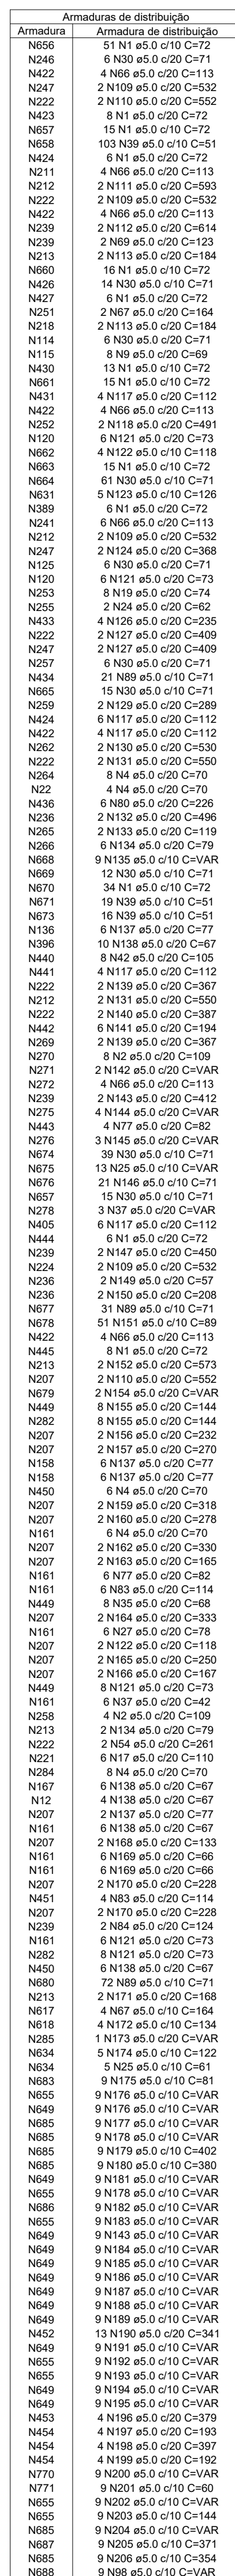 Armaduras de distribuição
Armadura Armadura de distribuição
N656 51 N1 ø5.0 c/10 C=72
N246 6 N30 ø5.0 c/20 C=71
N422 4 N66 ø5.0 c/20 C=113
N247 2 N109 ø5.0 c/20 C=532
N222 2 N110 ø5.0 c/20 C=552
N423 8 N1 ø5.0 c/20 C=72
N657 15 N1 ø5.0 c/10 C=72
N658 103 N39 ø5.0 c/10 C=51
N424 6 N1 ø5.0 c/20 C=72
N211 4 N66 ø5.0 c/20 C=113
N212 2 N111 ø5.0 c/20 C=593
N222 2 N109 ø5.0 c/20 C=532
N422 4 N66 ø5.0 c/20 C=113
N239 2 N112 ø5.0 c/20 C=614
N239 2 N69 ø5.0 c/20 C=123
N213 2 N113 ø5.0 c/20 C=184
N660 16 N1 ø5.0 c/10 C=72
N426 14 N30 ø5.0 c/10 C=71
N427 6 N1 ø5.0 c/20 C=72
N251 2 N67 ø5.0 c/20 C=164
N218 2 N113 ø5.0 c/20 C=184
N114 6 N30 ø5.0 c/20 C=71
N115 8 N9 ø5.0 c/20 C=69
N430 13 N1 ø5.0 c/10 C=72
N661 15 N1 ø5.0 c/10 C=72
N431 4 N117 ø5.0 c/20 C=112
N422 4 N66 ø5.0 c/20 C=113
N252 2 N118 ø5.0 c/20 C=491
N120 6 N121 ø5.0 c/20 C=73
N662 4 N122 ø5.0 c/10 C=118
N663 15 N1 ø5.0 c/10 C=72
N664 61 N30 ø5.0 c/10 C=71
N631 5 N123 ø5.0 c/10 C=126
N389 6 N1 ø5.0 c/20 C=72
N241 6 N66 ø5.0 c/20 C=113
N212 2 N109 ø5.0 c/20 C=532
N247 2 N124 ø5.0 c/20 C=368
N125 6 N30 ø5.0 c/20 C=71
N120 6 N121 ø5.0 c/20 C=73
N253 8 N19 ø5.0 c/20 C=74
N255 2 N24 ø5.0 c/20 C=62
N433 4 N126 ø5.0 c/20 C=235
N222 2 N127 ø5.0 c/20 C=409
N247 2 N127 ø5.0 c/20 C=409
N257 6 N30 ø5.0 c/20 C=71
N434 21 N89 ø5.0 c/10 C=71
N665 15 N30 ø5.0 c/10 C=71
N259 2 N129 ø5.0 c/20 C=289
N424 6 N117 ø5.0 c/20 C=112
N422 4 N117 ø5.0 c/20 C=112
N262 2 N130 ø5.0 c/20 C=530
N222 2 N131 ø5.0 c/20 C=550
N264 8 N4 ø5.0 c/20 C=70
N22 4 N4 ø5.0 c/20 C=70
N436 6 N80 ø5.0 c/20 C=226
N236 2 N132 ø5.0 c/20 C=496
N265 2 N133 ø5.0 c/20 C=119
N266 6 N134 ø5.0 c/20 C=79
N668 9 N135 ø5.0 c/10 C=VAR
N669 12 N30 ø5.0 c/10 C=71
N670 34 N1 ø5.0 c/10 C=72
N671 19 N39 ø5.0 c/10 C=51
N673 16 N39 ø5.0 c/10 C=51
N136 6 N137 ø5.0 c/20 C=77
N396 10 N138 ø5.0 c/20 C=67
N440 8 N42 ø5.0 c/20 C=105
N441 4 N117 ø5.0 c/20 C=112
N222 2 N139 ø5.0 c/20 C=367
N212 2 N131 ø5.0 c/20 C=550
N222 2 N140 ø5.0 c/20 C=387
N442 6 N141 ø5.0 c/20 C=194
N269 2 N139 ø5.0 c/20 C=367
N270 8 N2 ø5.0 c/20 C=109
N271 2 N142 ø5.0 c/20 C=VAR
N272 4 N66 ø5.0 c/20 C=113
N239 2 N143 ø5.0 c/20 C=412
N275 4 N144 ø5.0 c/20 C=VAR
N443 4 N77 ø5.0 c/20 C=82
N276 3 N145 ø5.0 c/20 C=VAR
N674 39 N30 ø5.0 c/10 C=71
N675 13 N25 ø5.0 c/10 C=VAR
N676 21 N146 ø5.0 c/10 C=71
N657 15 N30 ø5.0 c/10 C=71
N278 3 N37 ø5.0 c/20 C=VAR
N405 6 N117 ø5.0 c/20 C=112
N444 6 N1 ø5.0 c/20 C=72
N239 2 N147 ø5.0 c/20 C=450
N224 2 N109 ø5.0 c/20 C=532
N236 2 N149 ø5.0 c/20 C=57
N236 2 N150 ø5.0 c/20 C=208
N677 31 N89 ø5.0 c/10 C=71
N678 51 N151 ø5.0 c/10 C=89
N422 4 N66 ø5.0 c/20 C=113
N445 8 N1 ø5.0 c/20 C=72
N213 2 N152 ø5.0 c/20 C=573
N207 2 N110 ø5.0 c/20 C=552
N679 2 N154 ø5.0 c/20 C=VAR
N449 8 N155 ø5.0 c/20 C=144
N282 8 N155 ø5.0 c/20 C=144
N207 2 N156 ø5.0 c/20 C=232
N207 2 N157 ø5.0 c/20 C=270
N158 6 N137 ø5.0 c/20 C=77
N158 6 N137 ø5.0 c/20 C=77
N450 6 N4 ø5.0 c/20 C=70
N207 2 N159 ø5.0 c/20 C=318
N207 2 N160 ø5.0 c/20 C=278
N161 6 N4 ø5.0 c/20 C=70
N207 2 N162 ø5.0 c/20 C=330
N207 2 N163 ø5.0 c/20 C=165
N161 6 N77 ø5.0 c/20 C=82
N161 6 N83 ø5.0 c/20 C=114
N449 8 N35 ø5.0 c/20 C=68
N207 2 N164 ø5.0 c/20 C=333
N161 6 N27 ø5.0 c/20 C=78
N207 2 N122 ø5.0 c/20 C=118
N207 2 N165 ø5.0 c/20 C=250
N207 2 N166 ø5.0 c/20 C=167
N449 8 N121 ø5.0 c/20 C=73
N161 6 N37 ø5.0 c/20 C=42
N258 4 N2 ø5.0 c/20 C=109
N213 2 N134 ø5.0 c/20 C=79
N222 2 N54 ø5.0 c/20 C=261
N221 6 N17 ø5.0 c/20 C=110
N284 8 N4 ø5.0 c/20 C=70
N167 6 N138 ø5.0 c/20 C=67
N12 4 N138 ø5.0 c/20 C=67
N207 2 N137 ø5.0 c/20 C=77
N161 6 N138 ø5.0 c/20 C=67
N207 2 N168 ø5.0 c/20 C=133
N161 6 N169 ø5.0 c/20 C=66
N161 6 N169 ø5.0 c/20 C=66
N207 2 N170 ø5.0 c/20 C=228
N451 4 N83 ø5.0 c/20 C=114
N207 2 N170 ø5.0 c/20 C=228
N239 2 N84 ø5.0 c/20 C=124
N161 6 N121 ø5.0 c/20 C=73
N282 8 N121 ø5.0 c/20 C=73
N450 6 N138 ø5.0 c/20 C=67
N680 72 N89 ø5.0 c/10 C=71
N213 2 N171 ø5.0 c/20 C=168
N617 4 N67 ø5.0 c/10 C=164
N618 4 N172 ø5.0 c/10 C=134
N285 1 N173 ø5.0 c/20 C=VAR
N634 5 N174 ø5.0 c/10 C=122
N634 5 N25 ø5.0 c/10 C=61
N683 9 N175 ø5.0 c/10 C=81
N655 9 N176 ø5.0 c/10 C=VAR
N649 9 N176 ø5.0 c/10 C=VAR
N685 9 N177 ø5.0 c/10 C=VAR
N685 9 N178 ø5.0 c/10 C=VAR
N685 9 N179 ø5.0 c/10 C=402
N685 9 N180 ø5.0 c/10 C=380
N649 9 N181 ø5.0 c/10 C=VAR
N655 9 N178 ø5.0 c/10 C=VAR
N686 9 N182 ø5.0 c/10 C=VAR
N655 9 N183 ø5.0 c/10 C=VAR
N649 9 N143 ø5.0 c/10 C=VAR
N649 9 N184 ø5.0 c/10 C=VAR
N649 9 N185 ø5.0 c/10 C=VAR
N649 9 N186 ø5.0 c/10 C=VAR
N649 9 N187 ø5.0 c/10 C=VAR
N649 9 N188 ø5.0 c/10 C=VAR
N649 9 N189 ø5.0 c/10 C=VAR
N452 13 N190 ø5.0 c/20 C=341
N649 9 N191 ø5.0 c/10 C=VAR
N655 9 N192 ø5.0 c/10 C=VAR
N655 9 N193 ø5.0 c/10 C=VAR
N649 9 N194 ø5.0 c/10 C=VAR
N649 9 N195 ø5.0 c/10 C=VAR
N453 4 N196 ø5.0 c/20 C=379
N454 4 N197 ø5.0 c/20 C=193
N454 4 N198 ø5.0 c/20 C=397
N454 4 N199 ø5.0 c/20 C=192
N770 9 N200 ø5.0 c/10 C=VAR
N771 9 N201 ø5.0 c/10 C=60
N655 9 N202 ø5.0 c/10 C=VAR
N655 9 N203 ø5.0 c/10 C=144
N685 9 N204 ø5.0 c/10 C=VAR
N687 9 N205 ø5.0 c/10 C=371
N685 9 N206 ø5.0 c/10 C=354
N688 9 N98 ø5.0 c/10 C=VAR